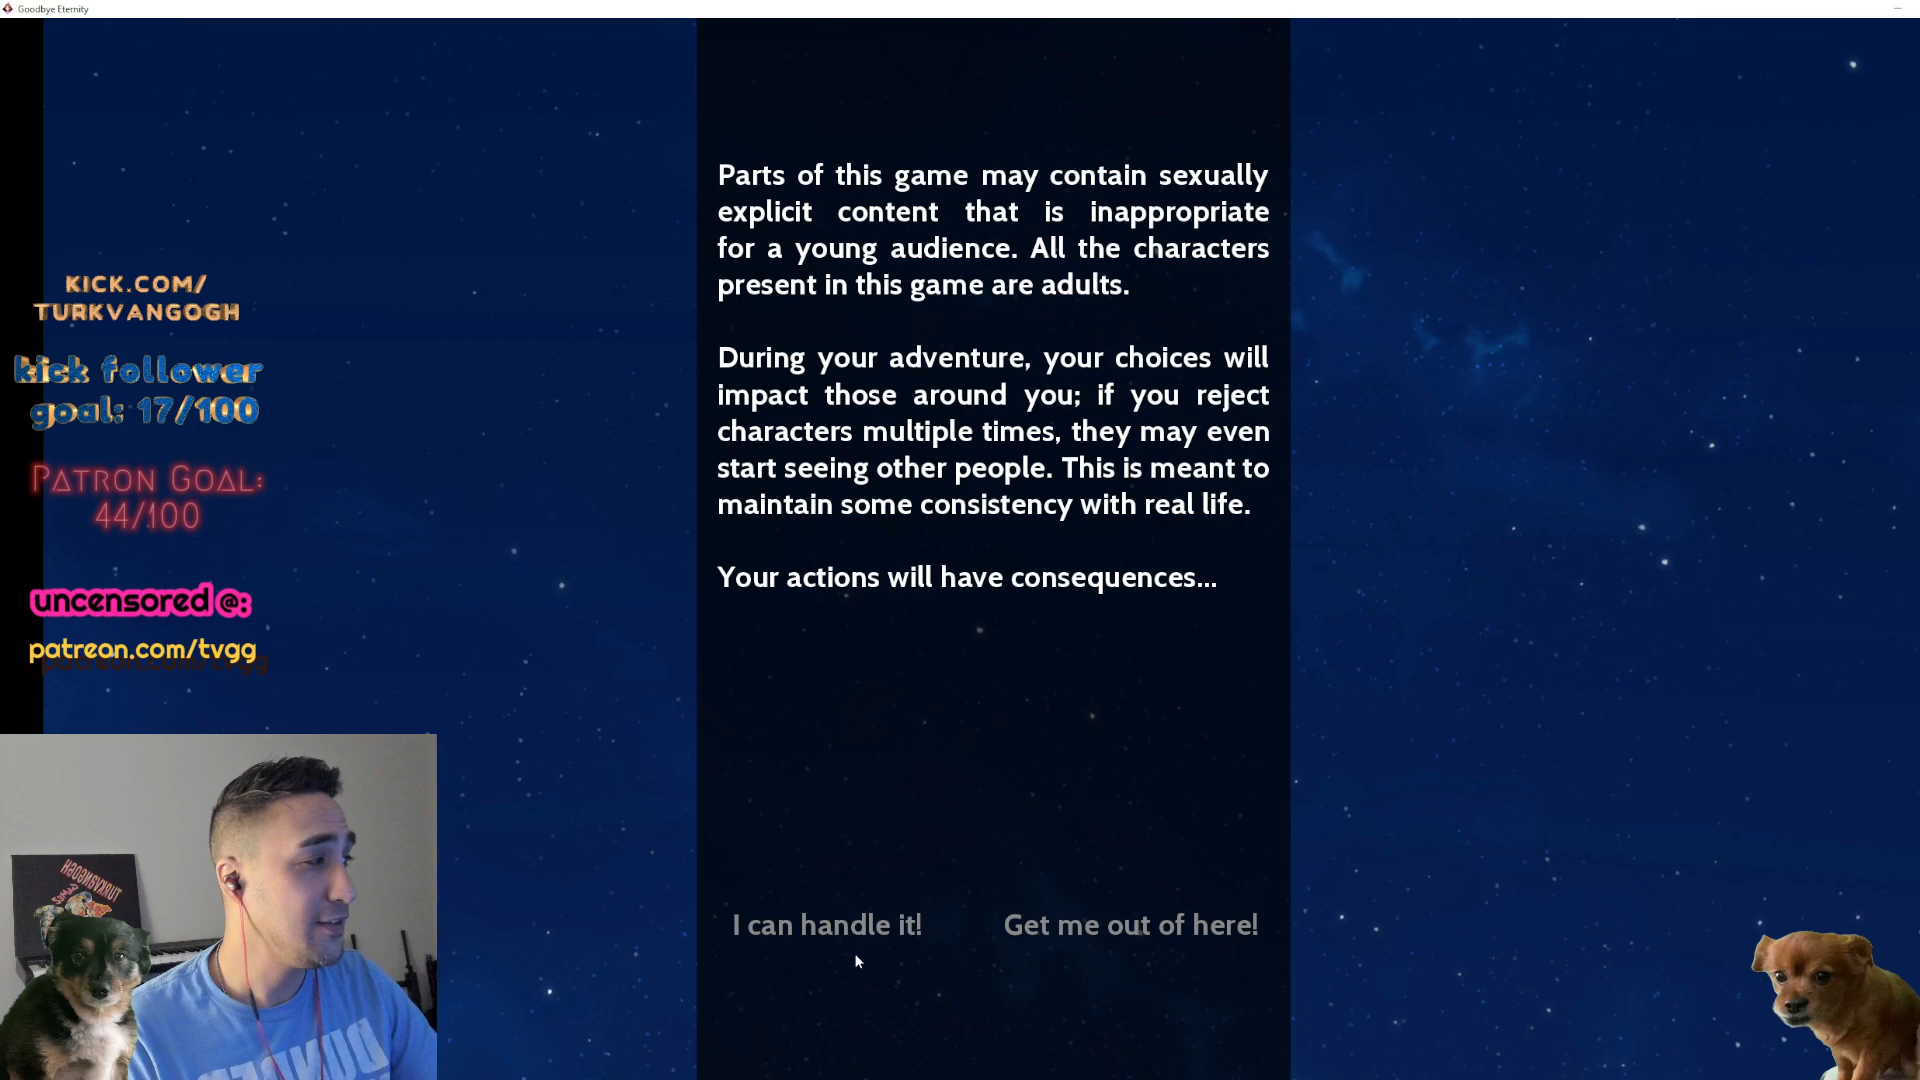 Goodbye Eternity
Parts of this game may contain sexually
explicit content that is inappropriate
for a young audience. All the characters
present in this game are adults.
During your adventure, your choices will
impact those around you; if you reject
characters multiple times, they may even
start seeing other people. This is meant to
maintain some consistency with real life.
Your actions will have consequences...
I can handle it!
Get me out of here!
KICK.COM/
TURKVANGOGH
kick follower
goal: 17/100
PATRON GOAL:
44/100
uncensored @:
patreon.com/tvgg
TURKVANGOGH